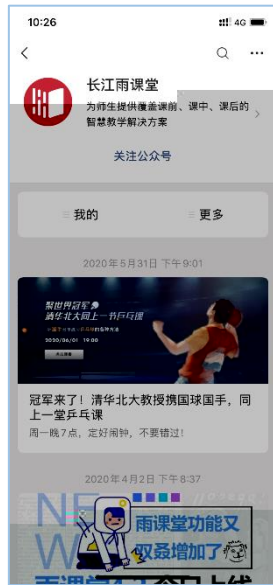 10:26
4G
长江雨课堂
为师生提供覆盖课前、课中、课后的
智慧教学解决方案
关注公众号
我的
更多
2020年5月31日 下午9:01
聚世界冠军
清华北大同上一节乒乓课
2020/06/01 19:00
冠军来了！清华北大教授携国球国手，同
上一堂乒乓课
周一晚7点，定好闹钟，不要错过！
2020年4月2日 下午8:37
NEW
雨课堂功能又
双叒增加了